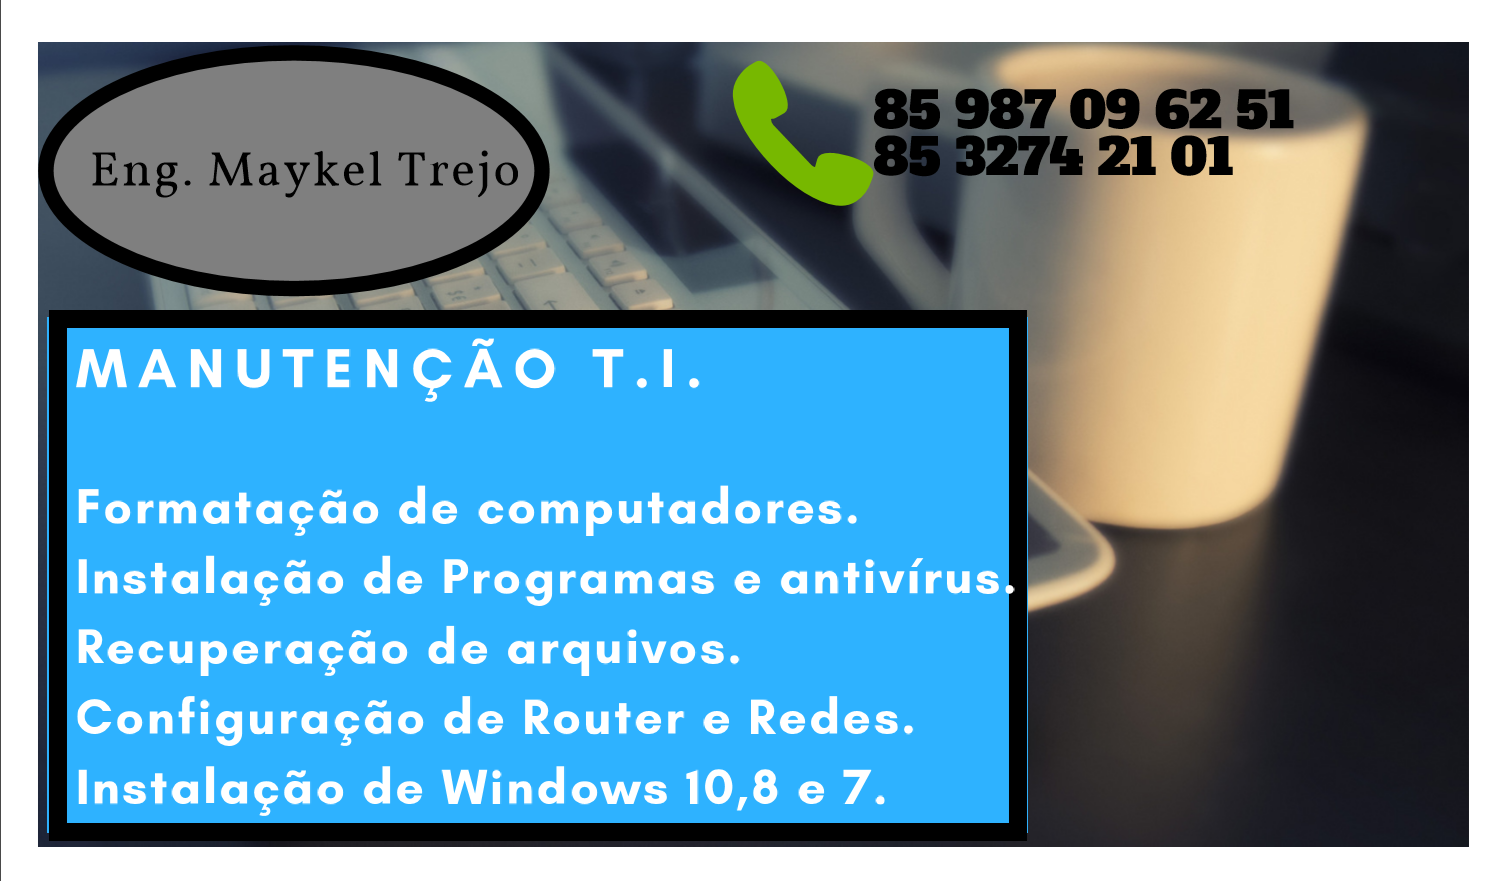 Eng. Maykel Trejo
85 987 09 62 51
85 3274 21 01
MANUTENÇÃO T.I.
Formatação de computadores.
Instalação de Programas e antivírus.
Recuperação de arquivos.
Configuração de Router e Redes.
Instalação de Windows 10,8 e 7.